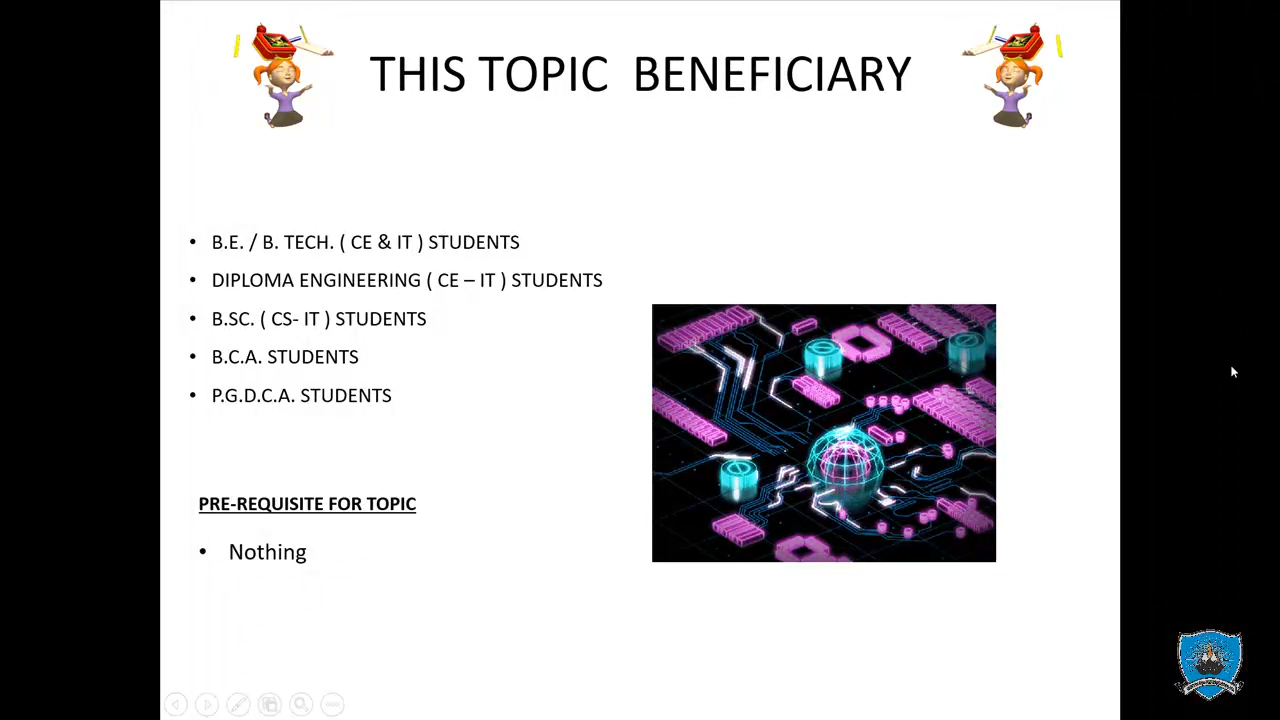 THIS TOPIC BENEFICIARY
• B.E. / B. TECH. ( CE & IT ) STUDENTS
• DIPLOMA ENGINEERING ( CE – IT ) STUDENTS
• B.SC. ( CS- IT ) STUDENTS
• B.C.A. STUDENTS
• P.G.D.C.A. STUDENTS
PRE-REQUISITE FOR TOPIC
• Nothing